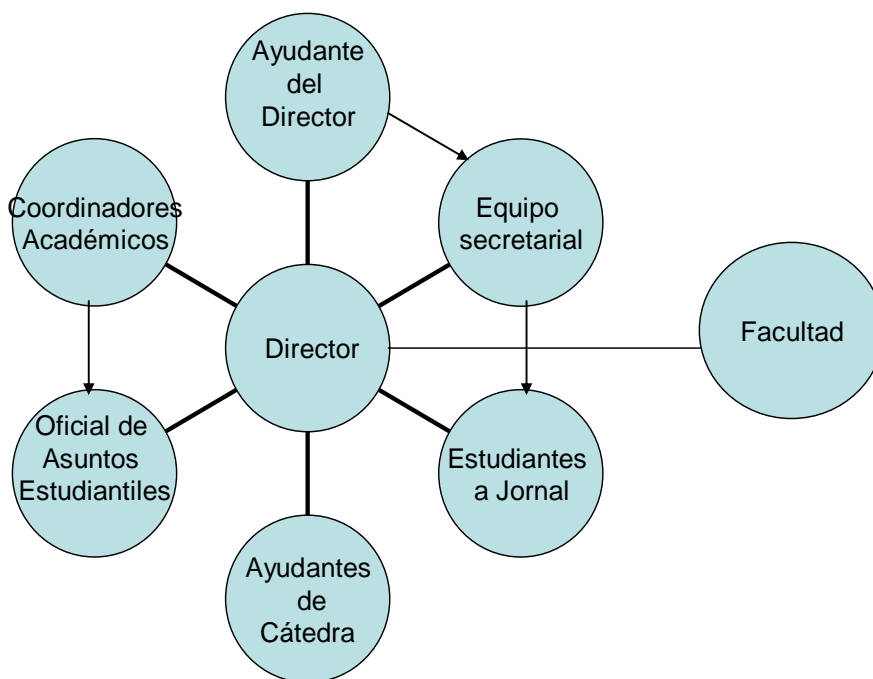 Ayudante
del
Director
Coordinadores
Académicos
Equipo
secretarial
Director
Facultad
Oficial de
Asuntos
Estudiantiles
Estudiantes
a Jornal
Ayudantes
de
Cátedra